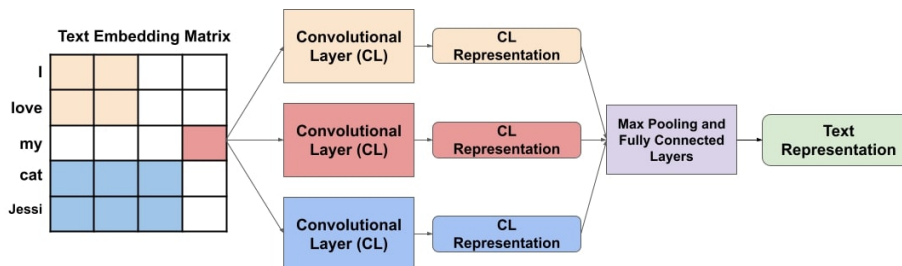 Text Embedding Matrix
I
love
my
cat
Jessi
Convolutional
Layer (CL)
CL
Representation
Convolutional
Layer (CL)
CL
Representation
Convolutional
Layer (CL)
CL
Representation
Max Pooling and
Fully Connected
Layers
Text
Representation